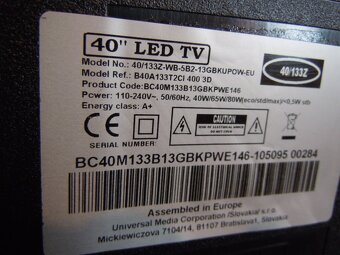 40" LED TV
Model No.: 40/133Z-WB-5B2-13GBKUPOW-EU
Model Ref.: B40A133T2CI 400 3D
Product Code: BC40M133B13GBKPWE146
Power: 110-240V~, 50/60Hz, 40W/65W/80W(eco/std/max)/<0,5W stb
Energy class: A+
40/133Z
CAUTION
SERIAL NUMBER
BC40M133B13GBKPWE146-105095 00284
Assembled in Europe
Universal Media Corporation /Slovakia/ s.r.o.
Mickiewiczova 7104/14, 81107 Bratislava1, Slovakia